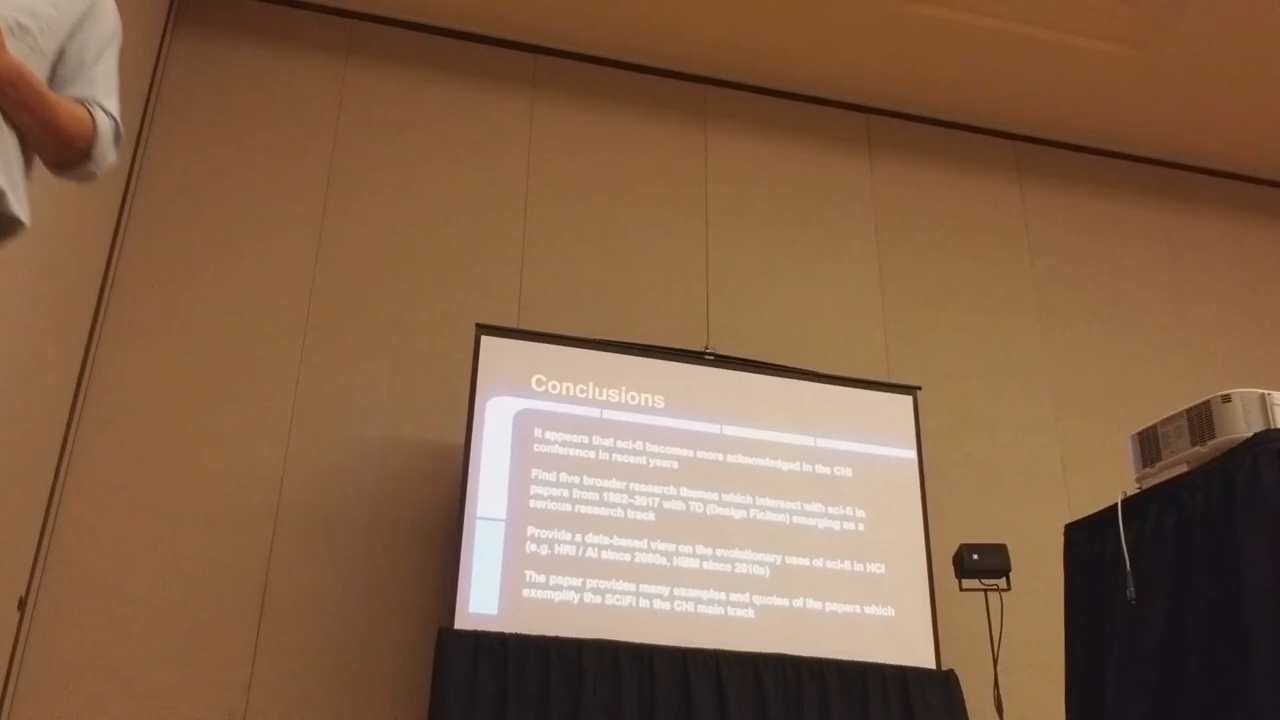 Conclusions
It appears that sci-fi becomes more acknowledged in the CHI
conference in recent years
Find five broader research themes which intersect with sci-fi in
papers from 1982–2017 with TD (Design Ficiton) emerging as a
serious research track
Provide a data-based view on the evolutionary uses of sci-fi in HCI
(e.g. HRI / AI since 2000s, HBM since 2010s)
The paper provides many examples and quotes of the papers which
exemplify the SCIFI in the CHI main track